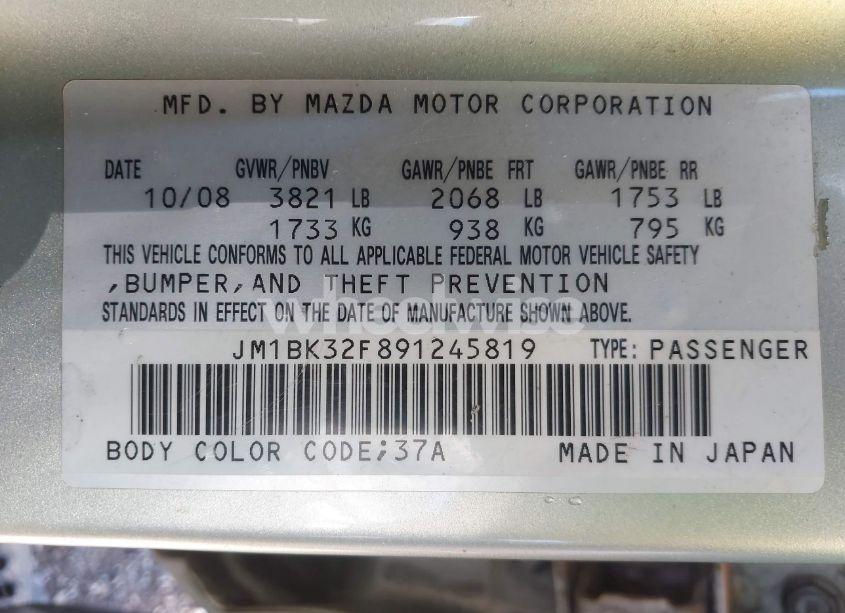 MFD. BY MAZDA MOTOR CORPORATION
DATE GVWR/PNBV GAWR/PNBE FRT GAWR/PNBE RR
10/08 3821 LB 2068 LB 1753 LB
1733 KG 938 KG 795 KG
THIS VEHICLE CONFORMS TO ALL APPLICABLE FEDERAL MOTOR VEHICLE SAFETY
,BUMPER,AND THEFT PREVENTION
STANDARDS IN EFFECT ON THE DATE OF MANUFACTURE SHOWN ABOVE.
wheelwise
JM1BK32F891245819 TYPE: PASSENGER
BODY COLOR CODE;37A MADE IN JAPAN